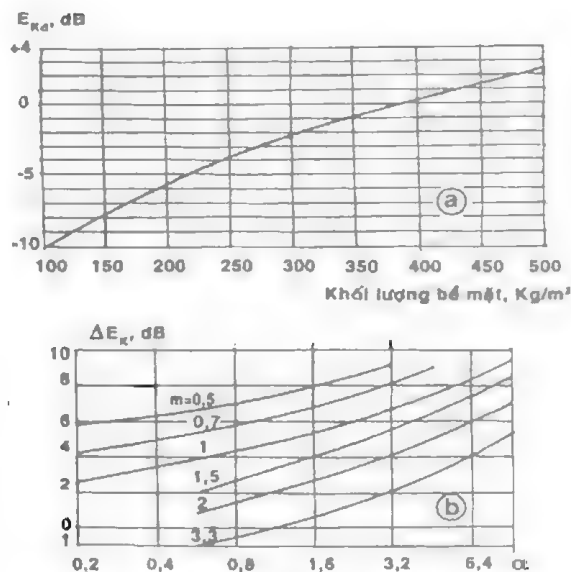 E_Kd, dB
+4
0
-5
-10
a
100 150 200 250 300 350 400 450 500
Khối lượng bề mặt, Kg/m²
ΔE_K, dB
10
8
6
4
2
0
1
m=0,5
0,7
1
1,5
2
3,3
b
0,2 0,4 0,8 1,6 3,2 6,4 α